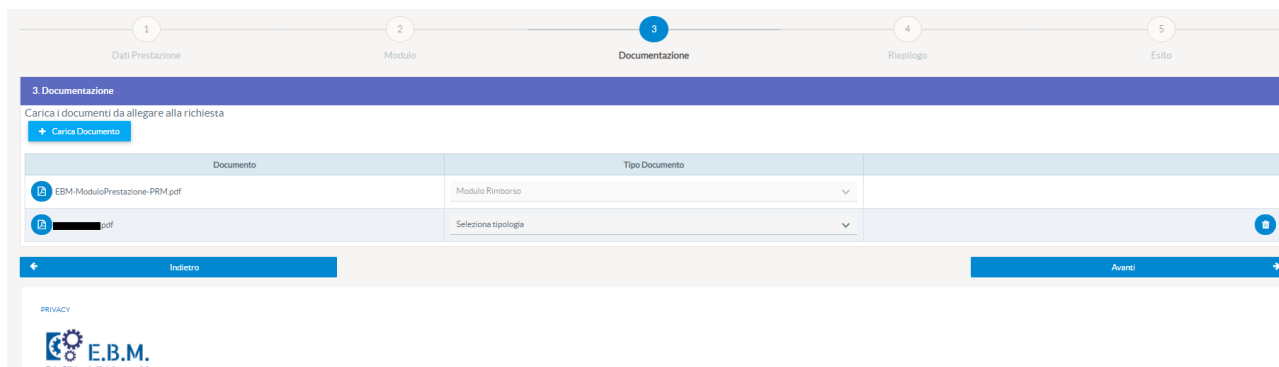 1 2 3 4 5
Dati Prestazione Modulo Documentazione Riepilogo Esito
3. Documentazione
Carica i documenti da allegare alla richiesta
+ Carica Documento
Documento Tipo Documento
EBM-ModuloPrestazione-PRM.pdf Modulo Rimborso
pdf Seleziona tipologia
Indietro Avanti
PRIVACY
E.B.M.